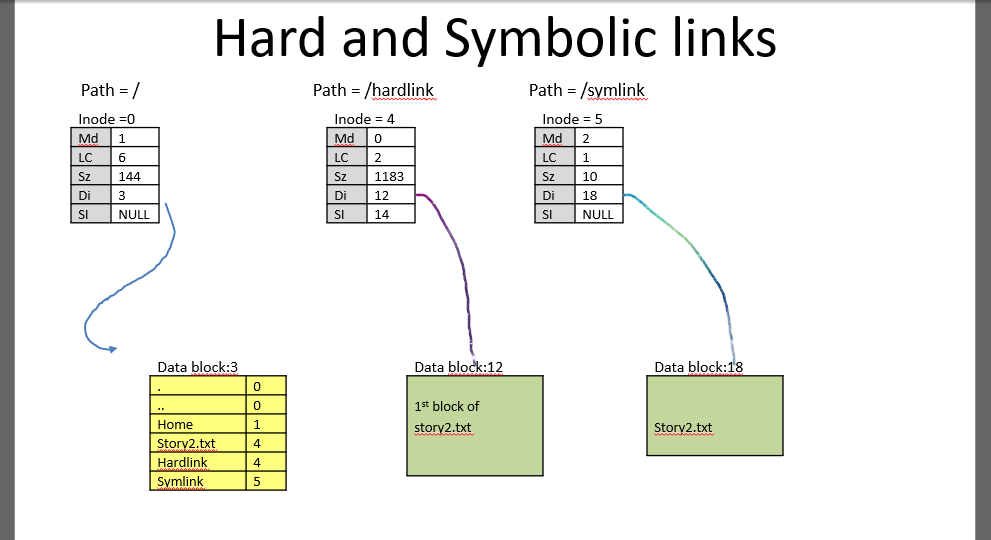 Hard and Symbolic links
Path = /
Path = /hardlink
Path = /symlink
Inode =0
Md 1
LC 6
Sz 144
Di 3
SI NULL
Inode = 4
Md 0
LC 2
Sz 1183
Di 12
SI 14
Inode = 5
Md 2
LC 1
Sz 10
Di 18
SI NULL
Data block:3
. 0
.. 0
Home 1
Story2.txt 4
Hardlink 4
Symlink 5
Data block:12
1st block of
story2.txt
Data block:18
Story2.txt